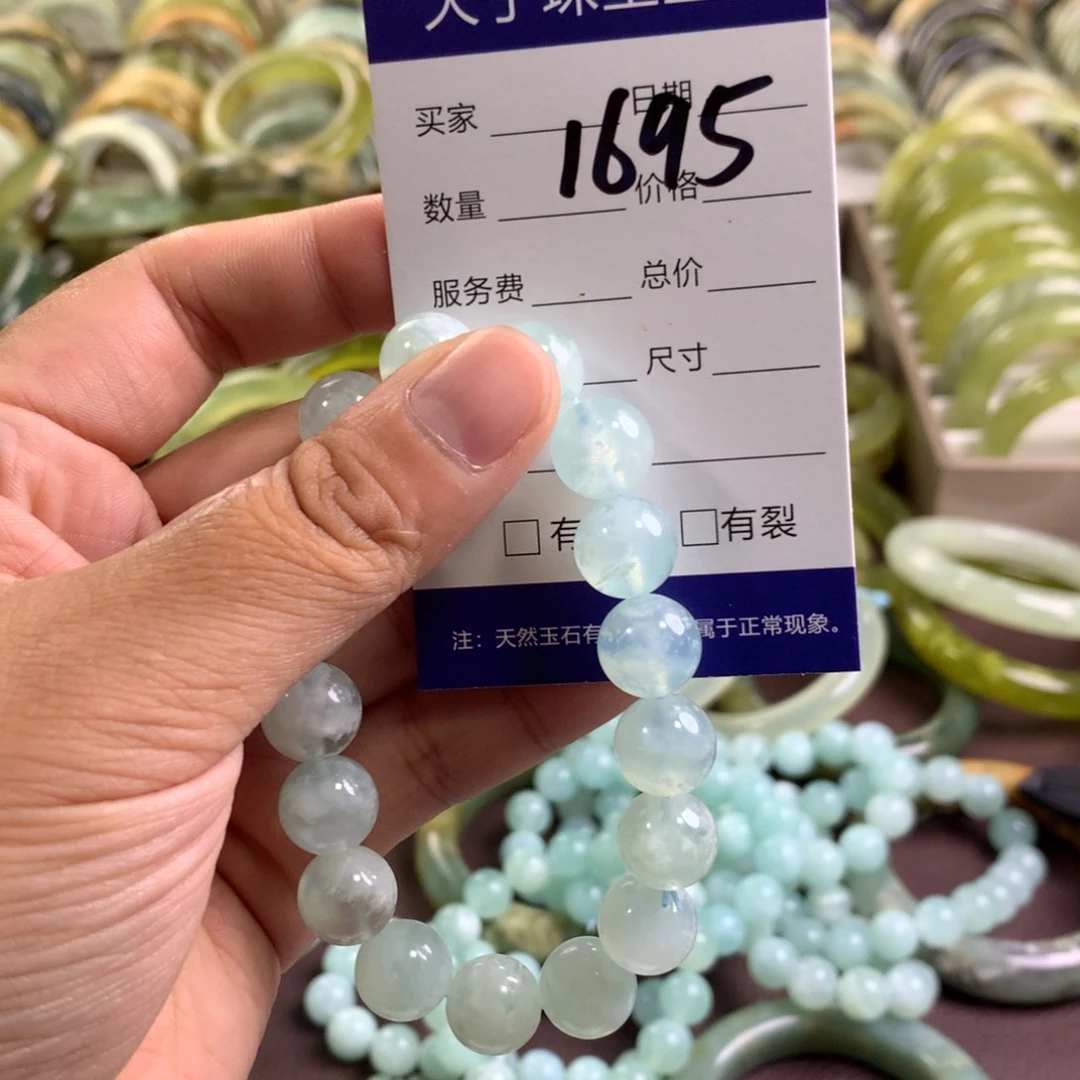 买家 日期
1695
数量 价格
服务费 总价
尺寸
□有 □有裂
注：天然玉石有 属于正常现象。